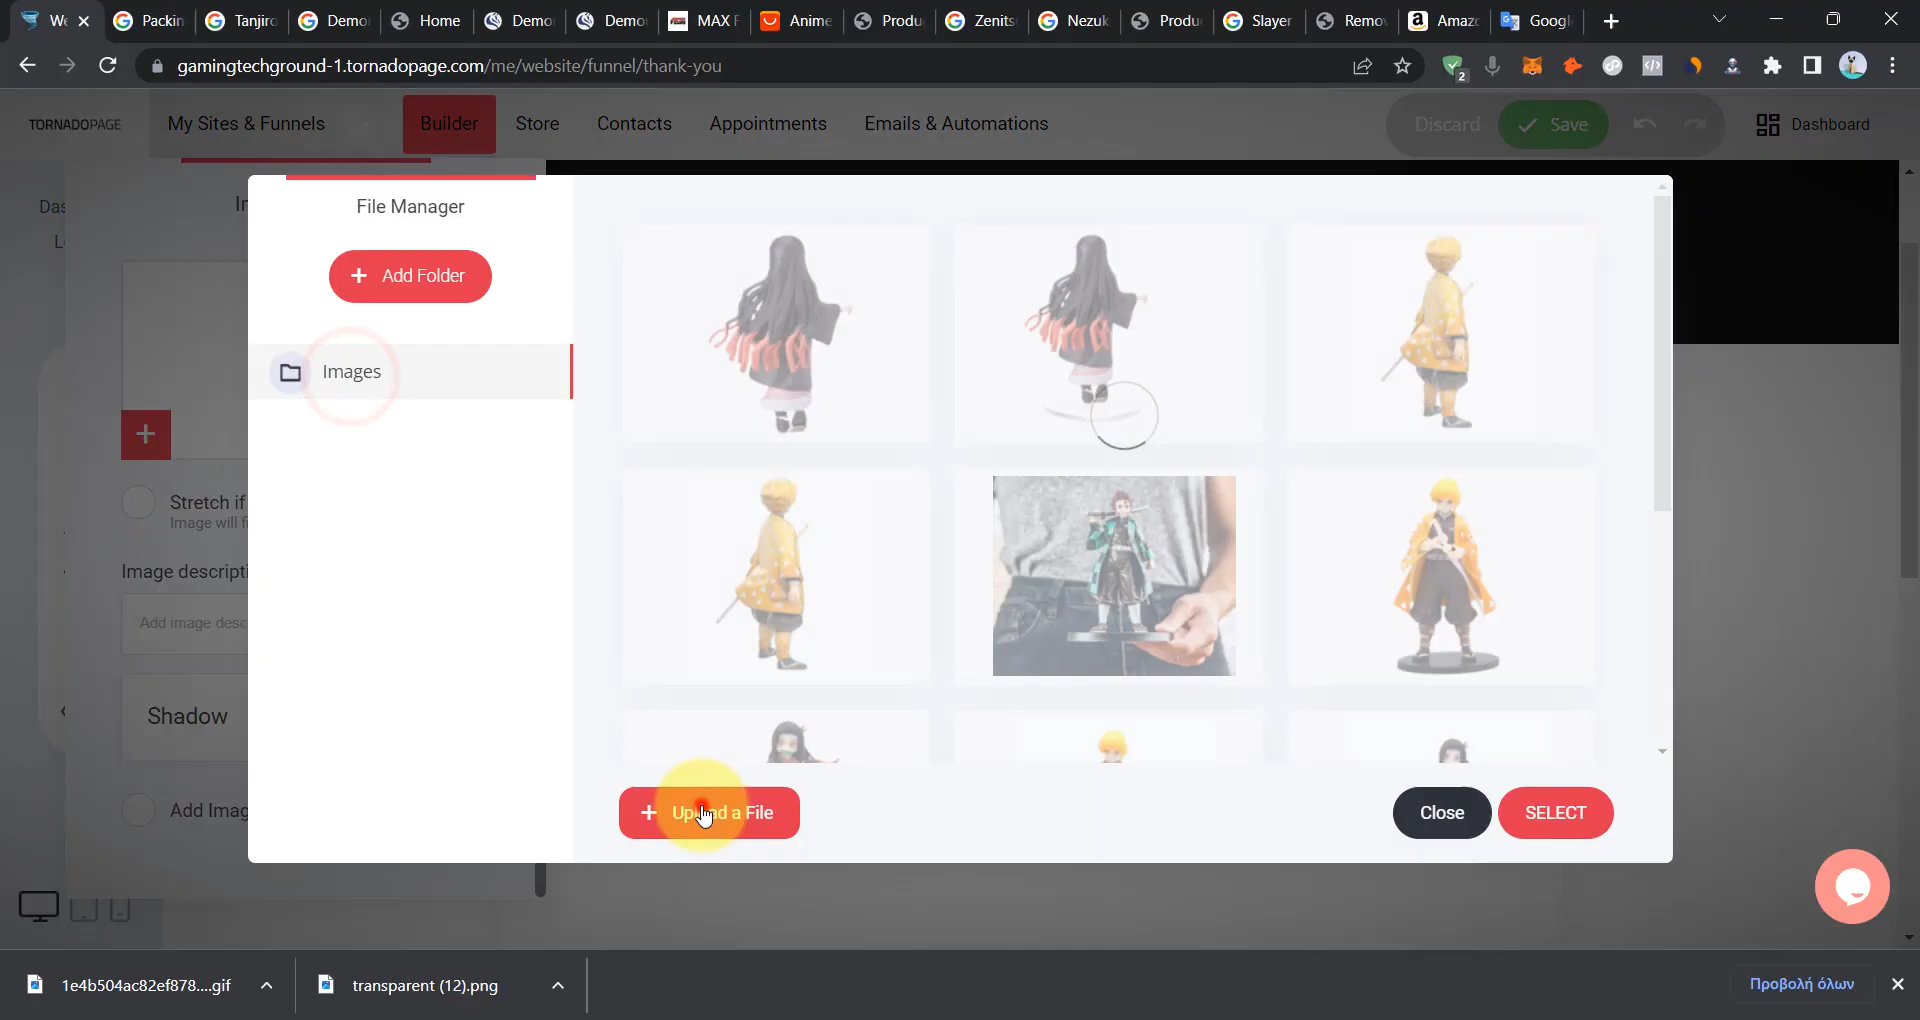 We
Packin
Tanjiro
Demo
Home
Demo
Demo
MAX F
Anime
Produ
Zenits
Nezuk
Produ
Slayer
Remov
Amazo
Googl
gamingtechground-1.tornadopage.com/me/website/funnel/thank-you
2
TORNADOPAGE
My Sites & Funnels
Builder
Store
Contacts
Appointments
Emails & Automations
Discard
Save
Dashboard
File Manager
Add Folder
Images
Stretch if
Image will fi
Image descripti
Add image desc
Shadow
Add Imag
Upload a File
Close
SELECT
1e4b504ac82ef878....gif
transparent (12).png
Προβολή όλων